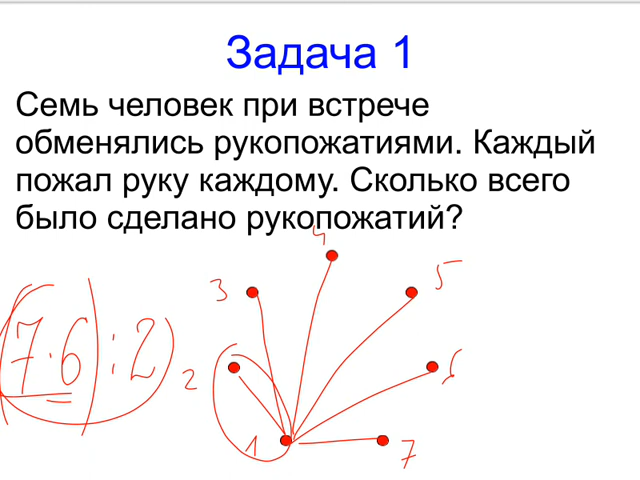 Задача 1
Семь человек при встрече
обменялись рукопожатиями. Каждый
пожал руку каждому. Сколько всего
было сделано рукопожатий?
4
3
5
(7·6):2
2
6
1
7